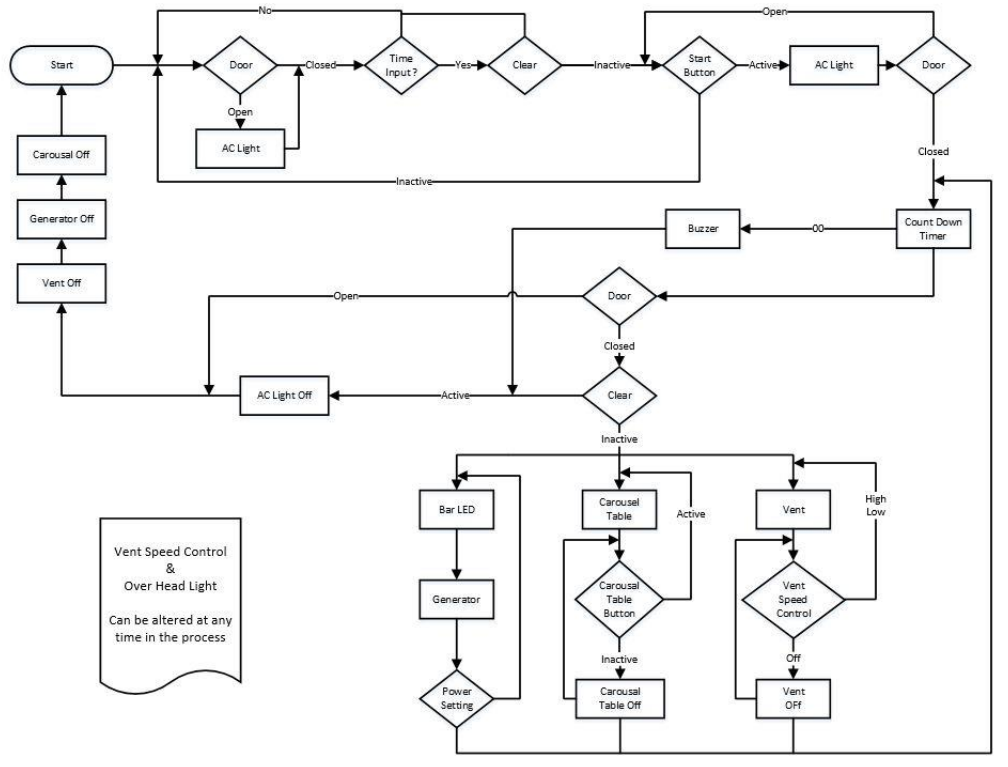 No
Open
Start
Door
Closed
Time
Input ?
Yes
Clear
Inactive
Start
Button
Active
AC Light
Door
Open
AC Light
Carousal Off
Closed
Inactive
Generator Off
Buzzer
00
Count Down
Timer
Vent Off
Open
Door
Closed
AC Light Off
Active
Clear
Inactive
Bar LED
Carousel
Table
Active
Vent
High
Low
Vent Speed Control
&
Over Head Light
Can be altered at any
time in the process
Generator
Carousal
Table
Button
Vent
Speed
Control
Inactive
Off
Power
Setting
Carousal
Table Off
Vent
OFf